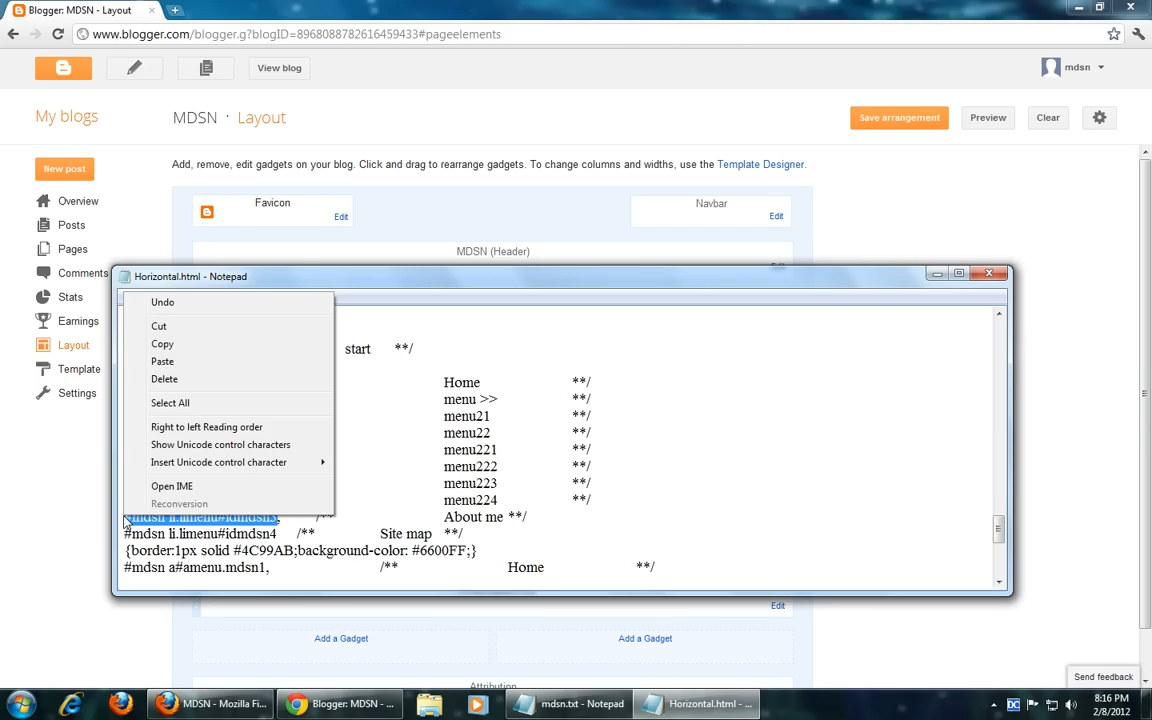 Blogger: MDSN - Layout
www.blogger.com/blogger.g?blogID=8968088782616459433#pageelements
View blog
mdsn
My blogs
MDSN · Layout
Save arrangement
Preview
Clear
Add, remove, edit gadgets on your blog. Click and drag to rearrange gadgets. To change columns and widths, use the Template Designer.
New post
Overview
Posts
Pages
Comments
Stats
Earnings
Layout
Template
Settings
Favicon
Edit
Navbar
Edit
MDSN (Header)
Horizontal.html - Notepad
Undo
Cut
Copy
Paste
Delete
Select All
Right to left Reading order
Show Unicode control characters
Insert Unicode control character
Open IME
Reconversion
start **/
Home **/
menu >> **/
menu21 **/
menu22 **/
menu221 **/
menu222 **/
menu223 **/
menu224 **/
#mdsn li.limenu#idmdsn3, /** About me **/
#mdsn li.limenu#idmdsn4 /** Site map **/
{border:1px solid #4C99AB;background-color: #6600FF;}
#mdsn a#amenu.mdsn1, /** Home **/
Edit
Add a Gadget
Add a Gadget
Attribution
Send feedback
MDSN - Mozilla Fi...
Blogger: MDSN - ...
mdsn.txt - Notepad
Horizontal.html - ...
DC
8:16 PM
2/8/2012